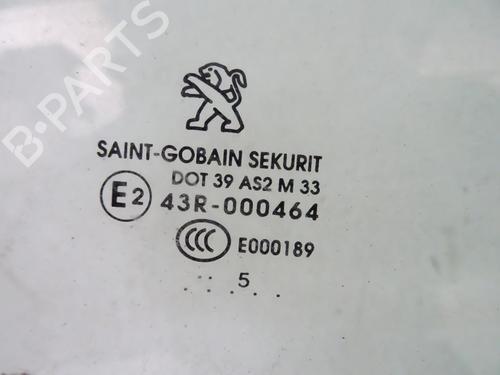 B-PARTS
SAINT-GOBAIN SEKURIT
DOT 39 AS2 M 33
E2 43R-000464
CCC E000189
.. 5 ....